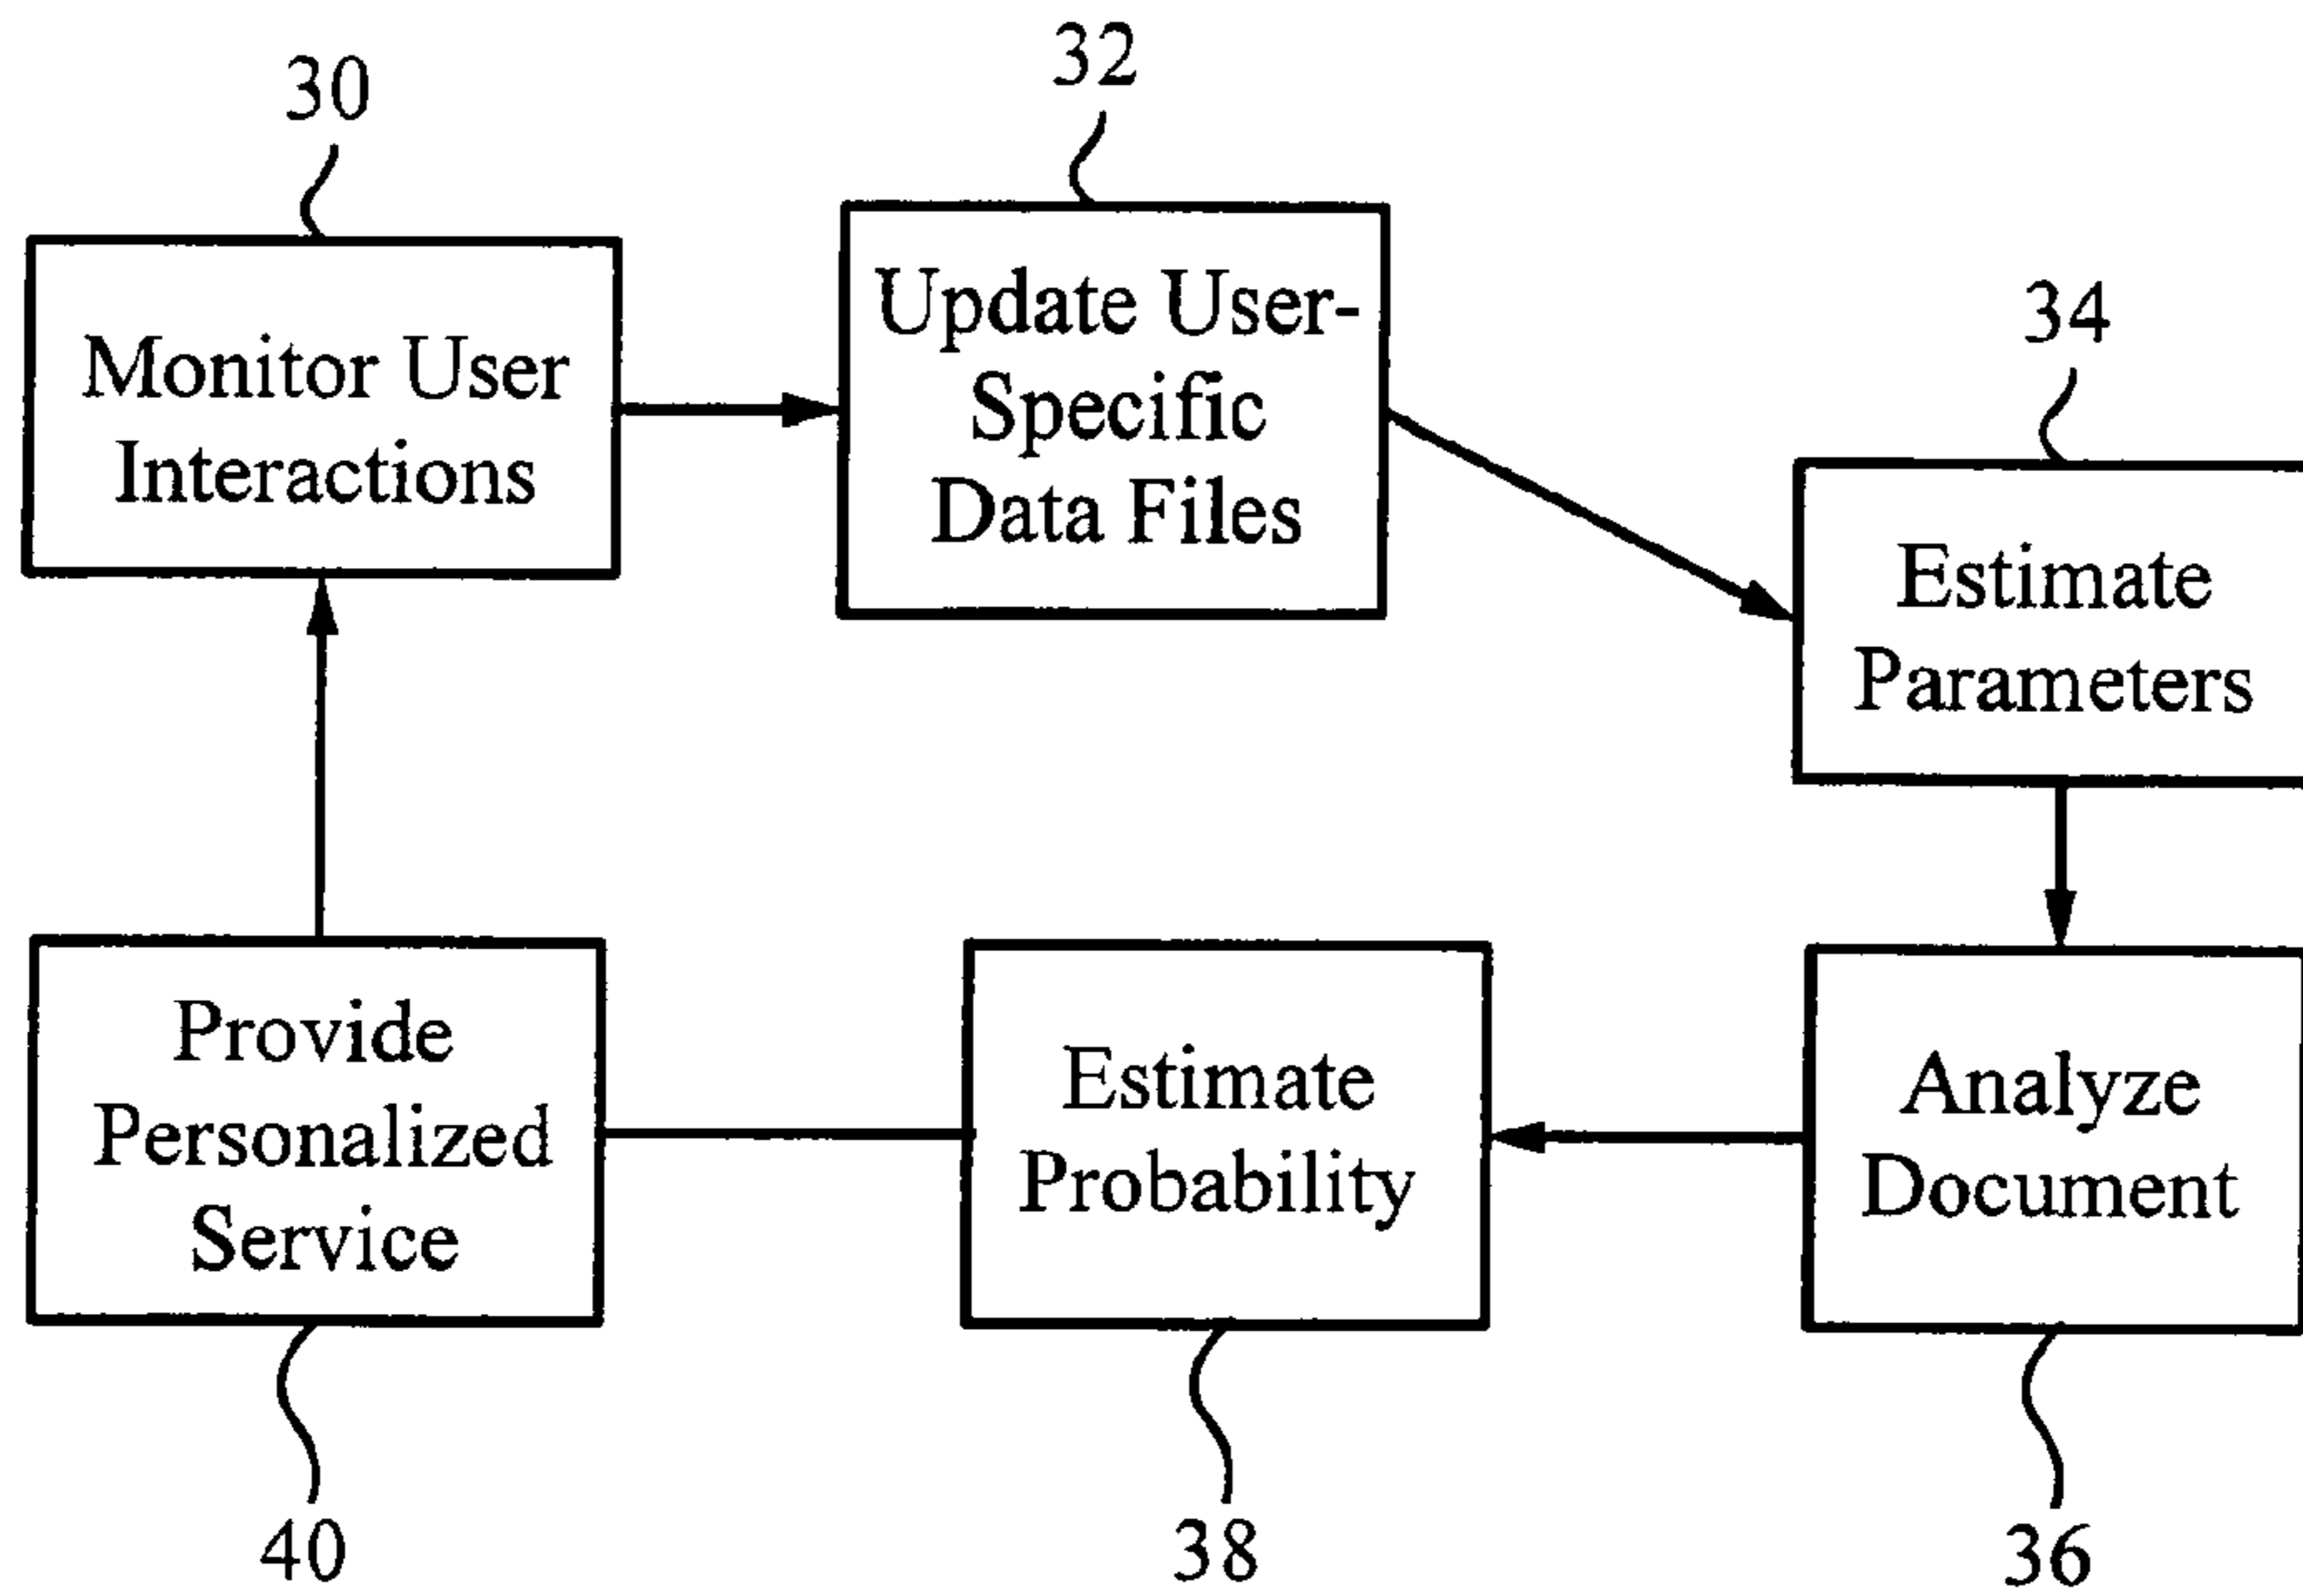 30
Monitor User
Interactions
32
Update User-
Specific
Data Files
34
Estimate
Parameters
Provide
Personalized
Service
40
Estimate
Probability
38
Analyze
Document
36